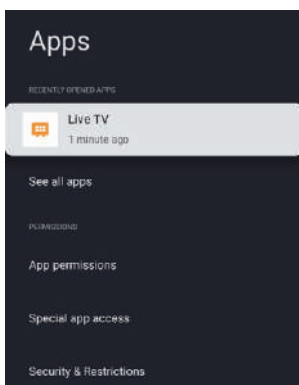 Apps
RECENTLY OPENED APPS
Live TV
1 minute ago
See all apps
PERMISSIONS
App permissions
Special app access
Security & Restrictions